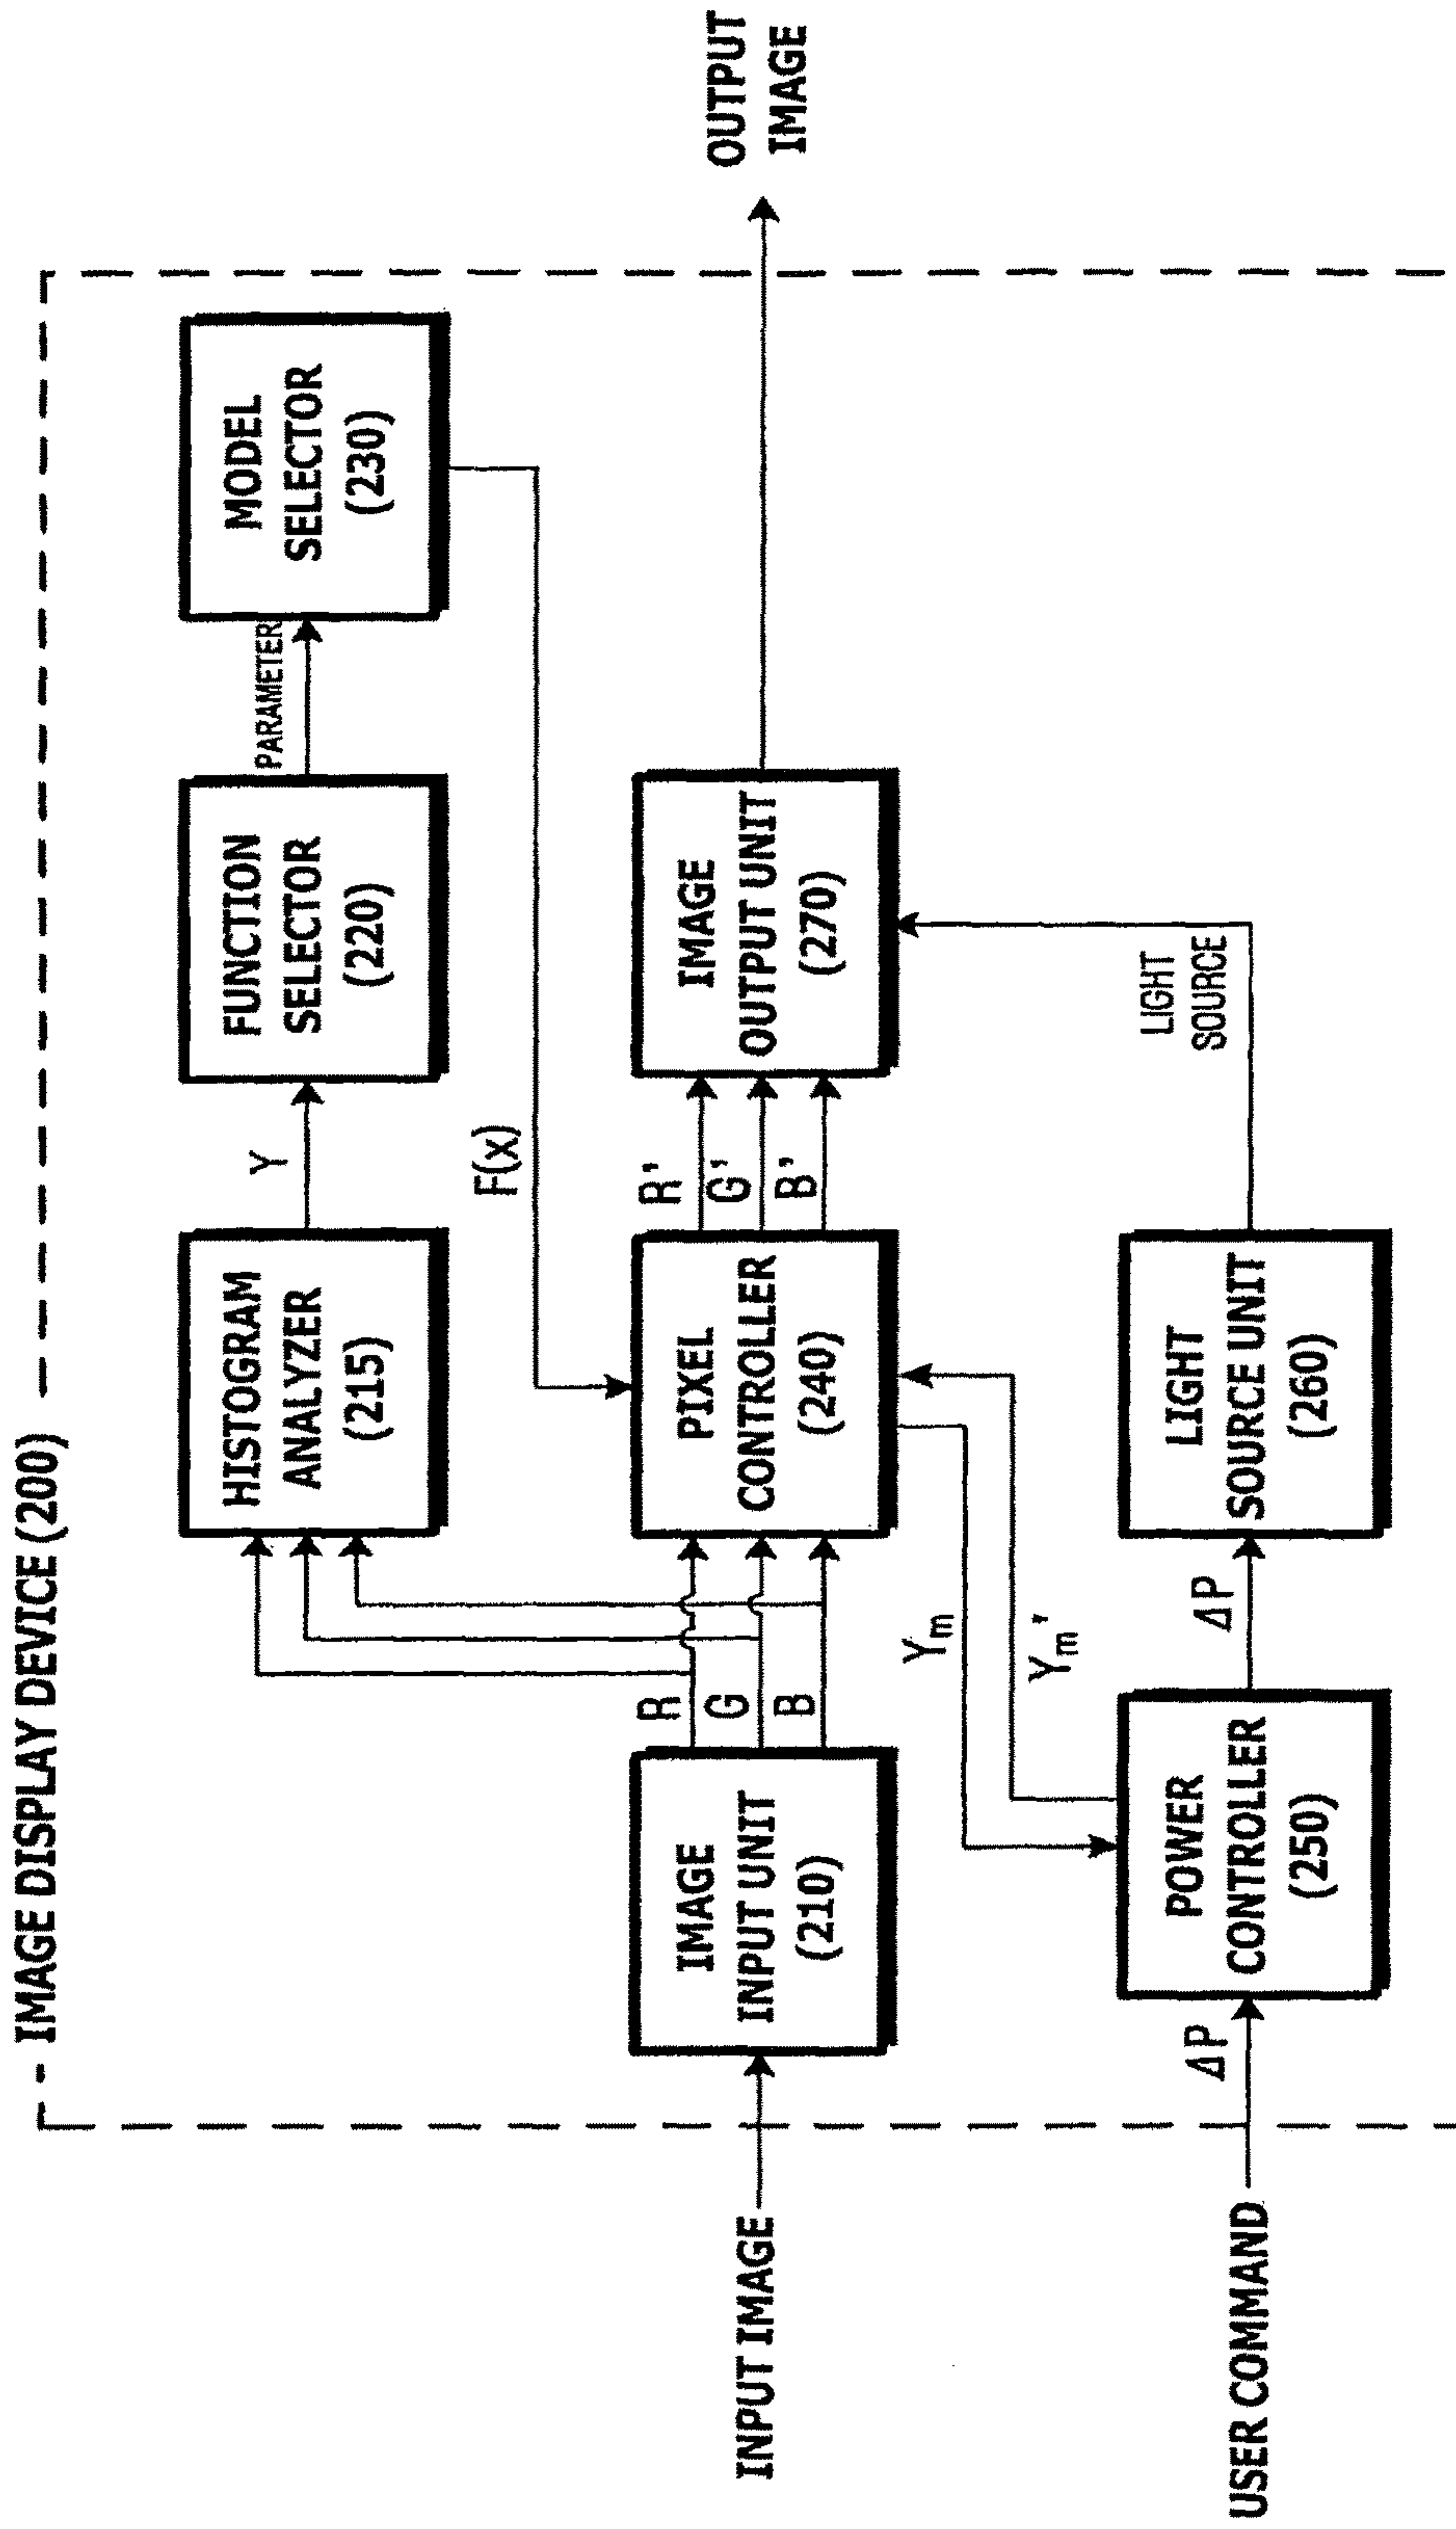 IMAGE DISPLAY DEVICE (200)
HISTOGRAM
ANALYZER
(215)
Y
FUNCTION
SELECTOR
(220)
PARAMETER
MODEL
SELECTOR
(230)
F(x)
INPUT IMAGE
IMAGE
INPUT UNIT
(210)
R
G
B
PIXEL
CONTROLLER
(240)
R'
G'
B'
IMAGE
OUTPUT UNIT
(270)
OUTPUT
IMAGE
Ym
Ym'
USER COMMAND
ΔP
POWER
CONTROLLER
(250)
ΔP
LIGHT
SOURCE UNIT
(260)
LIGHT
SOURCE